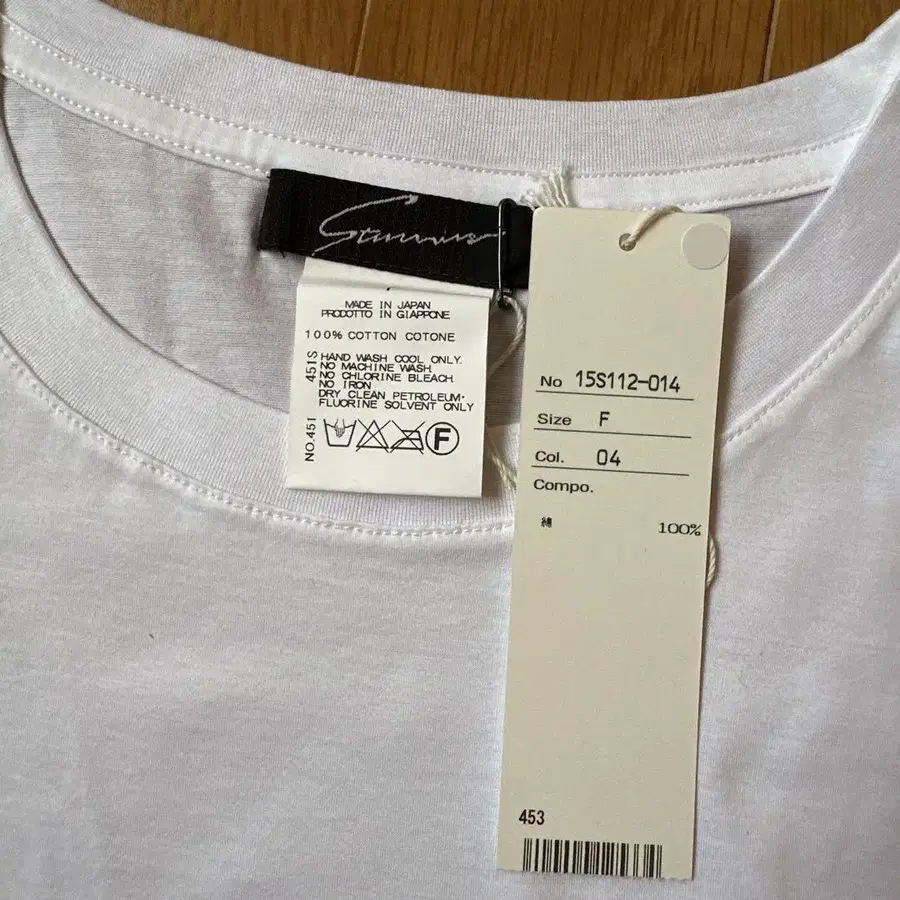 MADE IN JAPAN
PRODOTTO IN GIAPPONE
100% COTTON COTONE
HAND WASH COOL ONLY.
NO MACHINE WASH
NO CHLORINE BLEACH
NO IRON
DRY CLEAN PETROLEUM·
FLUORINE SOLVENT ONLY
NO.451 451S
F
No 15S112-014
Size F
Col. 04
Compo.
綿 100%
453